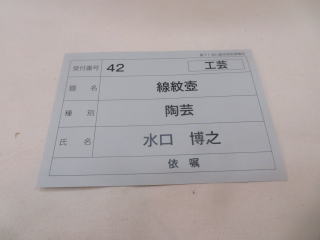 受付番号 42 工芸
題名 線紋壺
種別 陶芸
氏名 水口 博之
依嘱